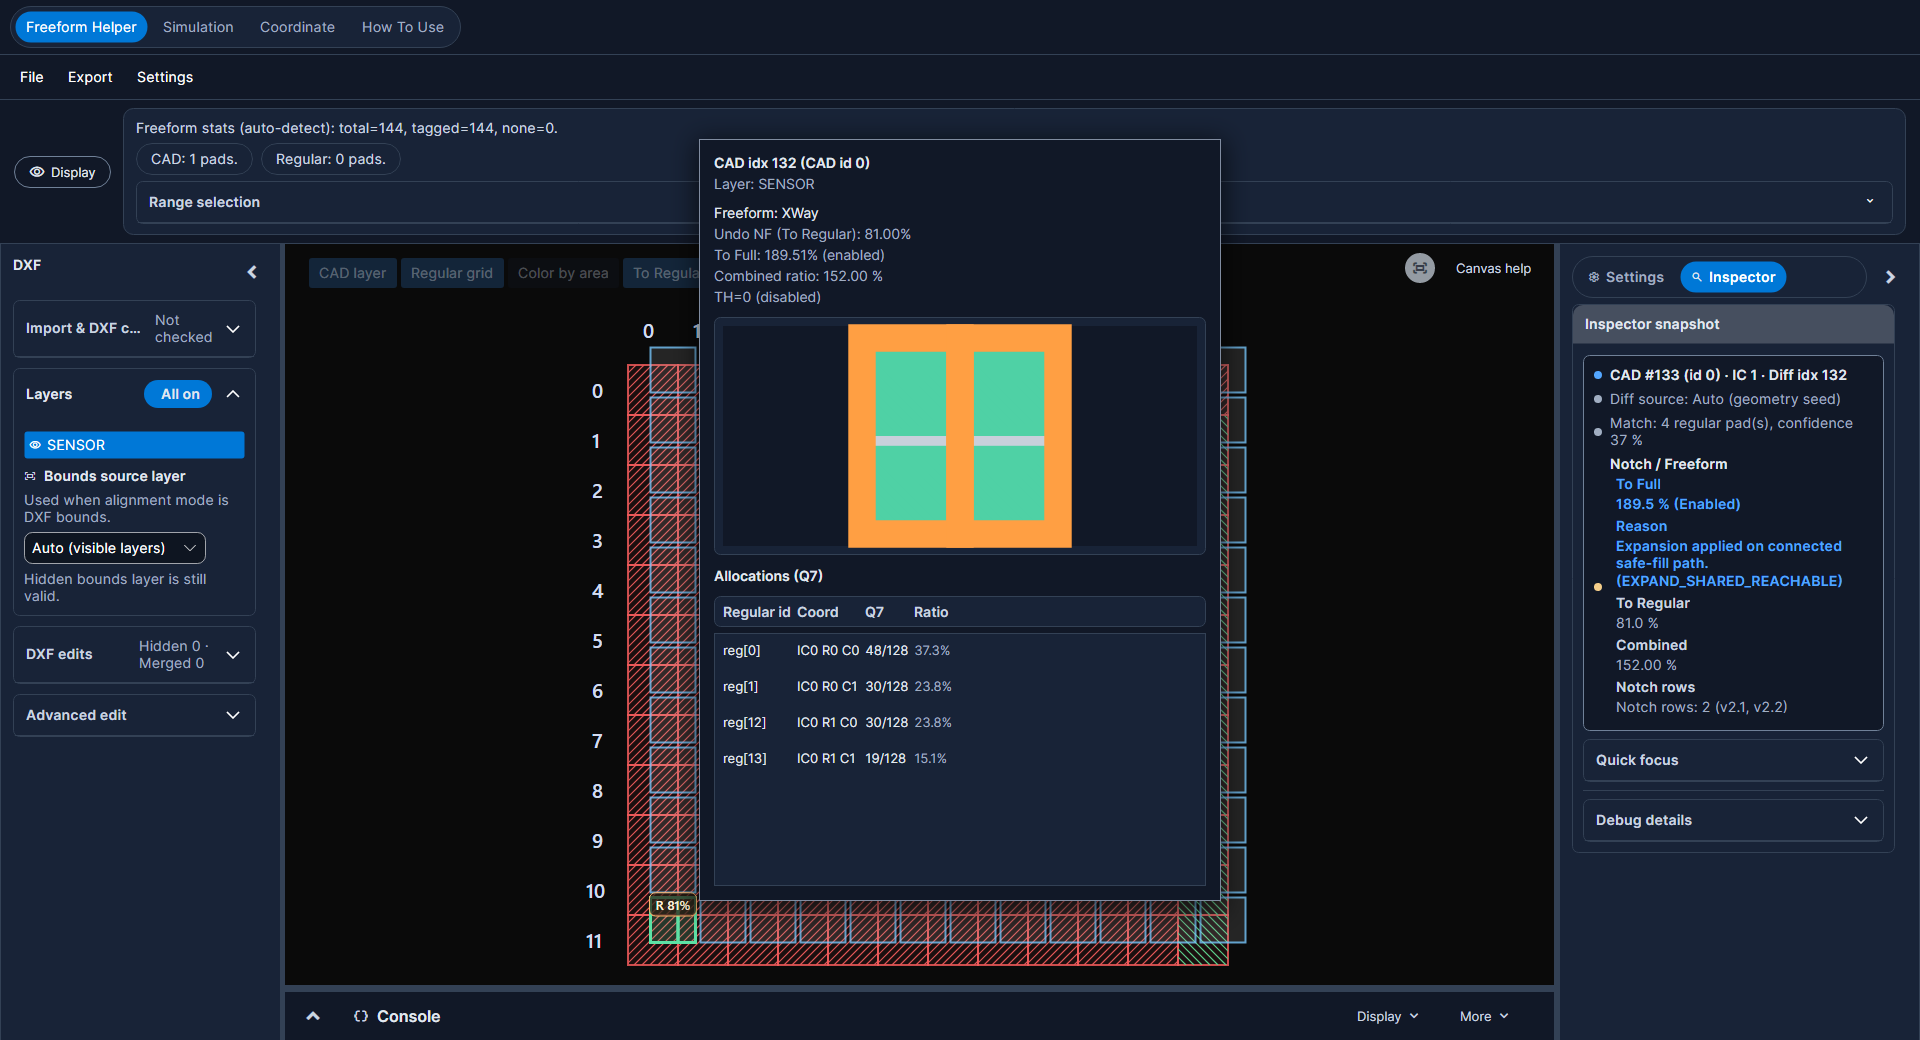 Freeform Helper Simulation Coordinate How To Use
File Export Settings
Display
Freeform stats (auto-detect): total=144, tagged=144, none=0.
CAD: 1 pads. Regular: 0 pads.
Range selection
DXF
Import & DXF c... Not checked
Layers All on
SENSOR
Bounds source layer
Used when alignment mode is
DXF bounds.
Auto (visible layers)
Hidden bounds layer is still
valid.
DXF edits Hidden 0 ·
Merged 0
Advanced edit
CAD layer Regular grid Color by area To Regula
Canvas help
0 1
0
1
2
3
4
5
6
7
8
9
10
11
R 81%
CAD idx 132 (CAD id 0)
Layer: SENSOR
Freeform: XWay
Undo NF (To Regular): 81.00%
To Full: 189.51% (enabled)
Combined ratio: 152.00 %
TH=0 (disabled)
Allocations (Q7)
Regular id Coord Q7 Ratio
reg[0] IC0 R0 C0 48/128 37.3%
reg[1] IC0 R0 C1 30/128 23.8%
reg[12] IC0 R1 C0 30/128 23.8%
reg[13] IC0 R1 C1 19/128 15.1%
Console
Display More
Settings Inspector
Inspector snapshot
CAD #133 (id 0) · IC 1 · Diff idx 132
Diff source: Auto (geometry seed)
Match: 4 regular pad(s), confidence
37 %
Notch / Freeform
To Full
189.5 % (Enabled)
Reason
Expansion applied on connected
safe-fill path.
(EXPAND_SHARED_REACHABLE)
To Regular
81.0 %
Combined
152.00 %
Notch rows
Notch rows: 2 (v2.1, v2.2)
Quick focus
Debug details